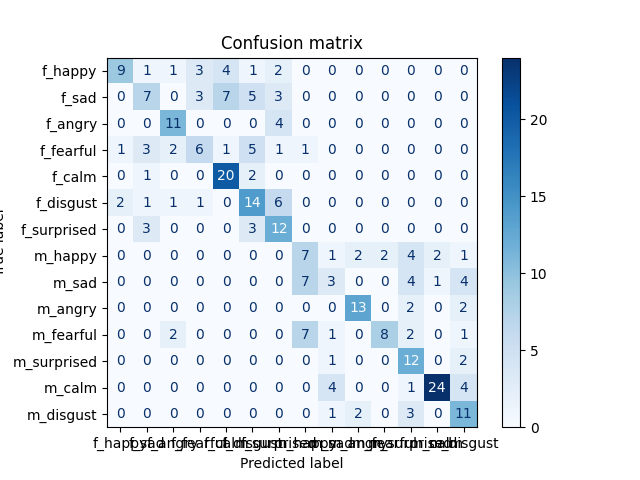 Confusion matrix
f_happy 9 1 1 3 4 1 2 0 0 0 0 0 0 0
f_sad 0 7 0 3 7 5 3 0 0 0 0 0 0 0
f_angry 0 0 11 0 0 0 4 0 0 0 0 0 0 0
f_fearful 1 3 2 6 1 5 1 1 0 0 0 0 0 0
f_calm 0 1 0 0 20 2 0 0 0 0 0 0 0 0
f_disgust 2 1 1 1 0 14 6 0 0 0 0 0 0 0
f_surprised 0 3 0 0 0 3 12 0 0 0 0 0 0 0
m_happy 0 0 0 0 0 0 0 7 1 2 2 4 2 1
m_sad 0 0 0 0 0 0 0 7 3 0 0 4 1 4
m_angry 0 0 0 0 0 0 0 0 0 13 0 2 0 2
m_fearful 0 0 2 0 0 0 0 7 1 0 8 2 0 1
m_surprised 0 0 0 0 0 0 0 0 1 0 0 12 0 2
m_calm 0 0 0 0 0 0 0 0 4 0 0 1 24 4
m_disgust 0 0 0 0 0 0 0 0 1 2 0 3 0 11
Predicted label
20
15
10
5
0